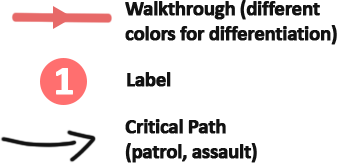 Walkthrough (different
colors for differentiation)
1
Label
Critical Path
(patrol, assault)